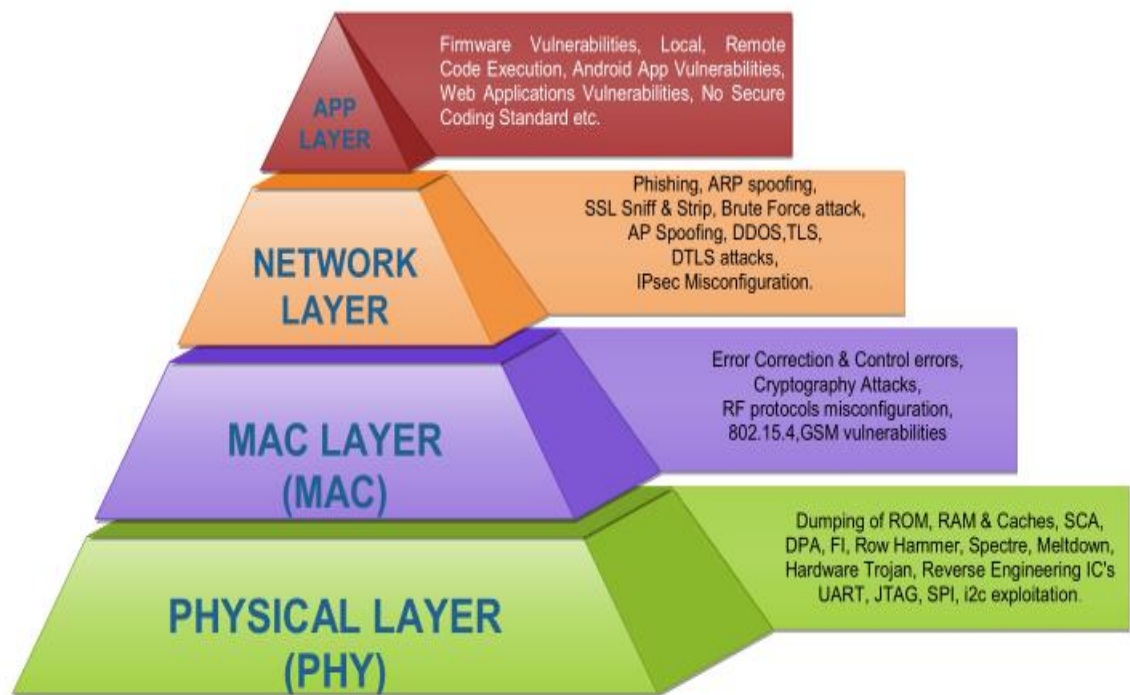 APP
LAYER
Firmware Vulnerabilities, Local, Remote
Code Execution, Android App Vulnerabilities,
Web Applications Vulnerabilities, No Secure
Coding Standard etc.
NETWORK
LAYER
Phishing, ARP spoofing,
SSL Sniff & Strip, Brute Force attack,
AP Spoofing, DDOS,TLS,
DTLS attacks,
IPsec Misconfiguration.
MAC LAYER
(MAC)
Error Correction & Control errors,
Cryptography Attacks,
RF protocols misconfiguration,
802.15.4,GSM vulnerabilities
PHYSICAL LAYER
(PHY)
Dumping of ROM, RAM & Caches, SCA,
DPA, FI, Row Hammer, Spectre, Meltdown,
Hardware Trojan, Reverse Engineering IC's
UART, JTAG, SPI, i2c exploitation.